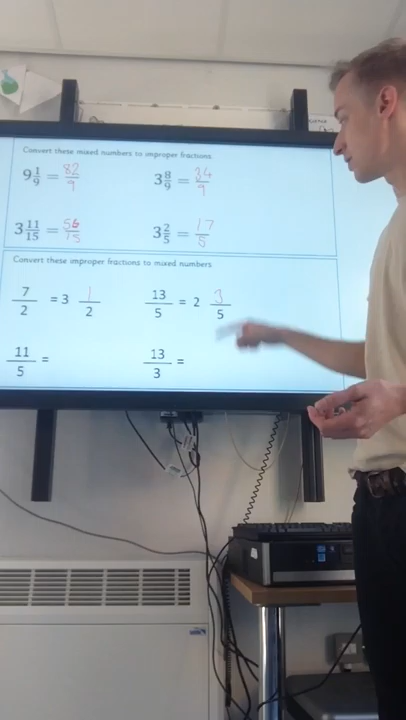 Convert these mixed numbers to improper fractions.
9 1/9 = 82/9 3 8/9 = 34/9
3 11/15 = 56/15 3 2/5 = 17/5
Convert these improper fractions to mixed numbers
7/2 = 3 1/2 13/5 = 2 3/5
11/5 = 13/3 =